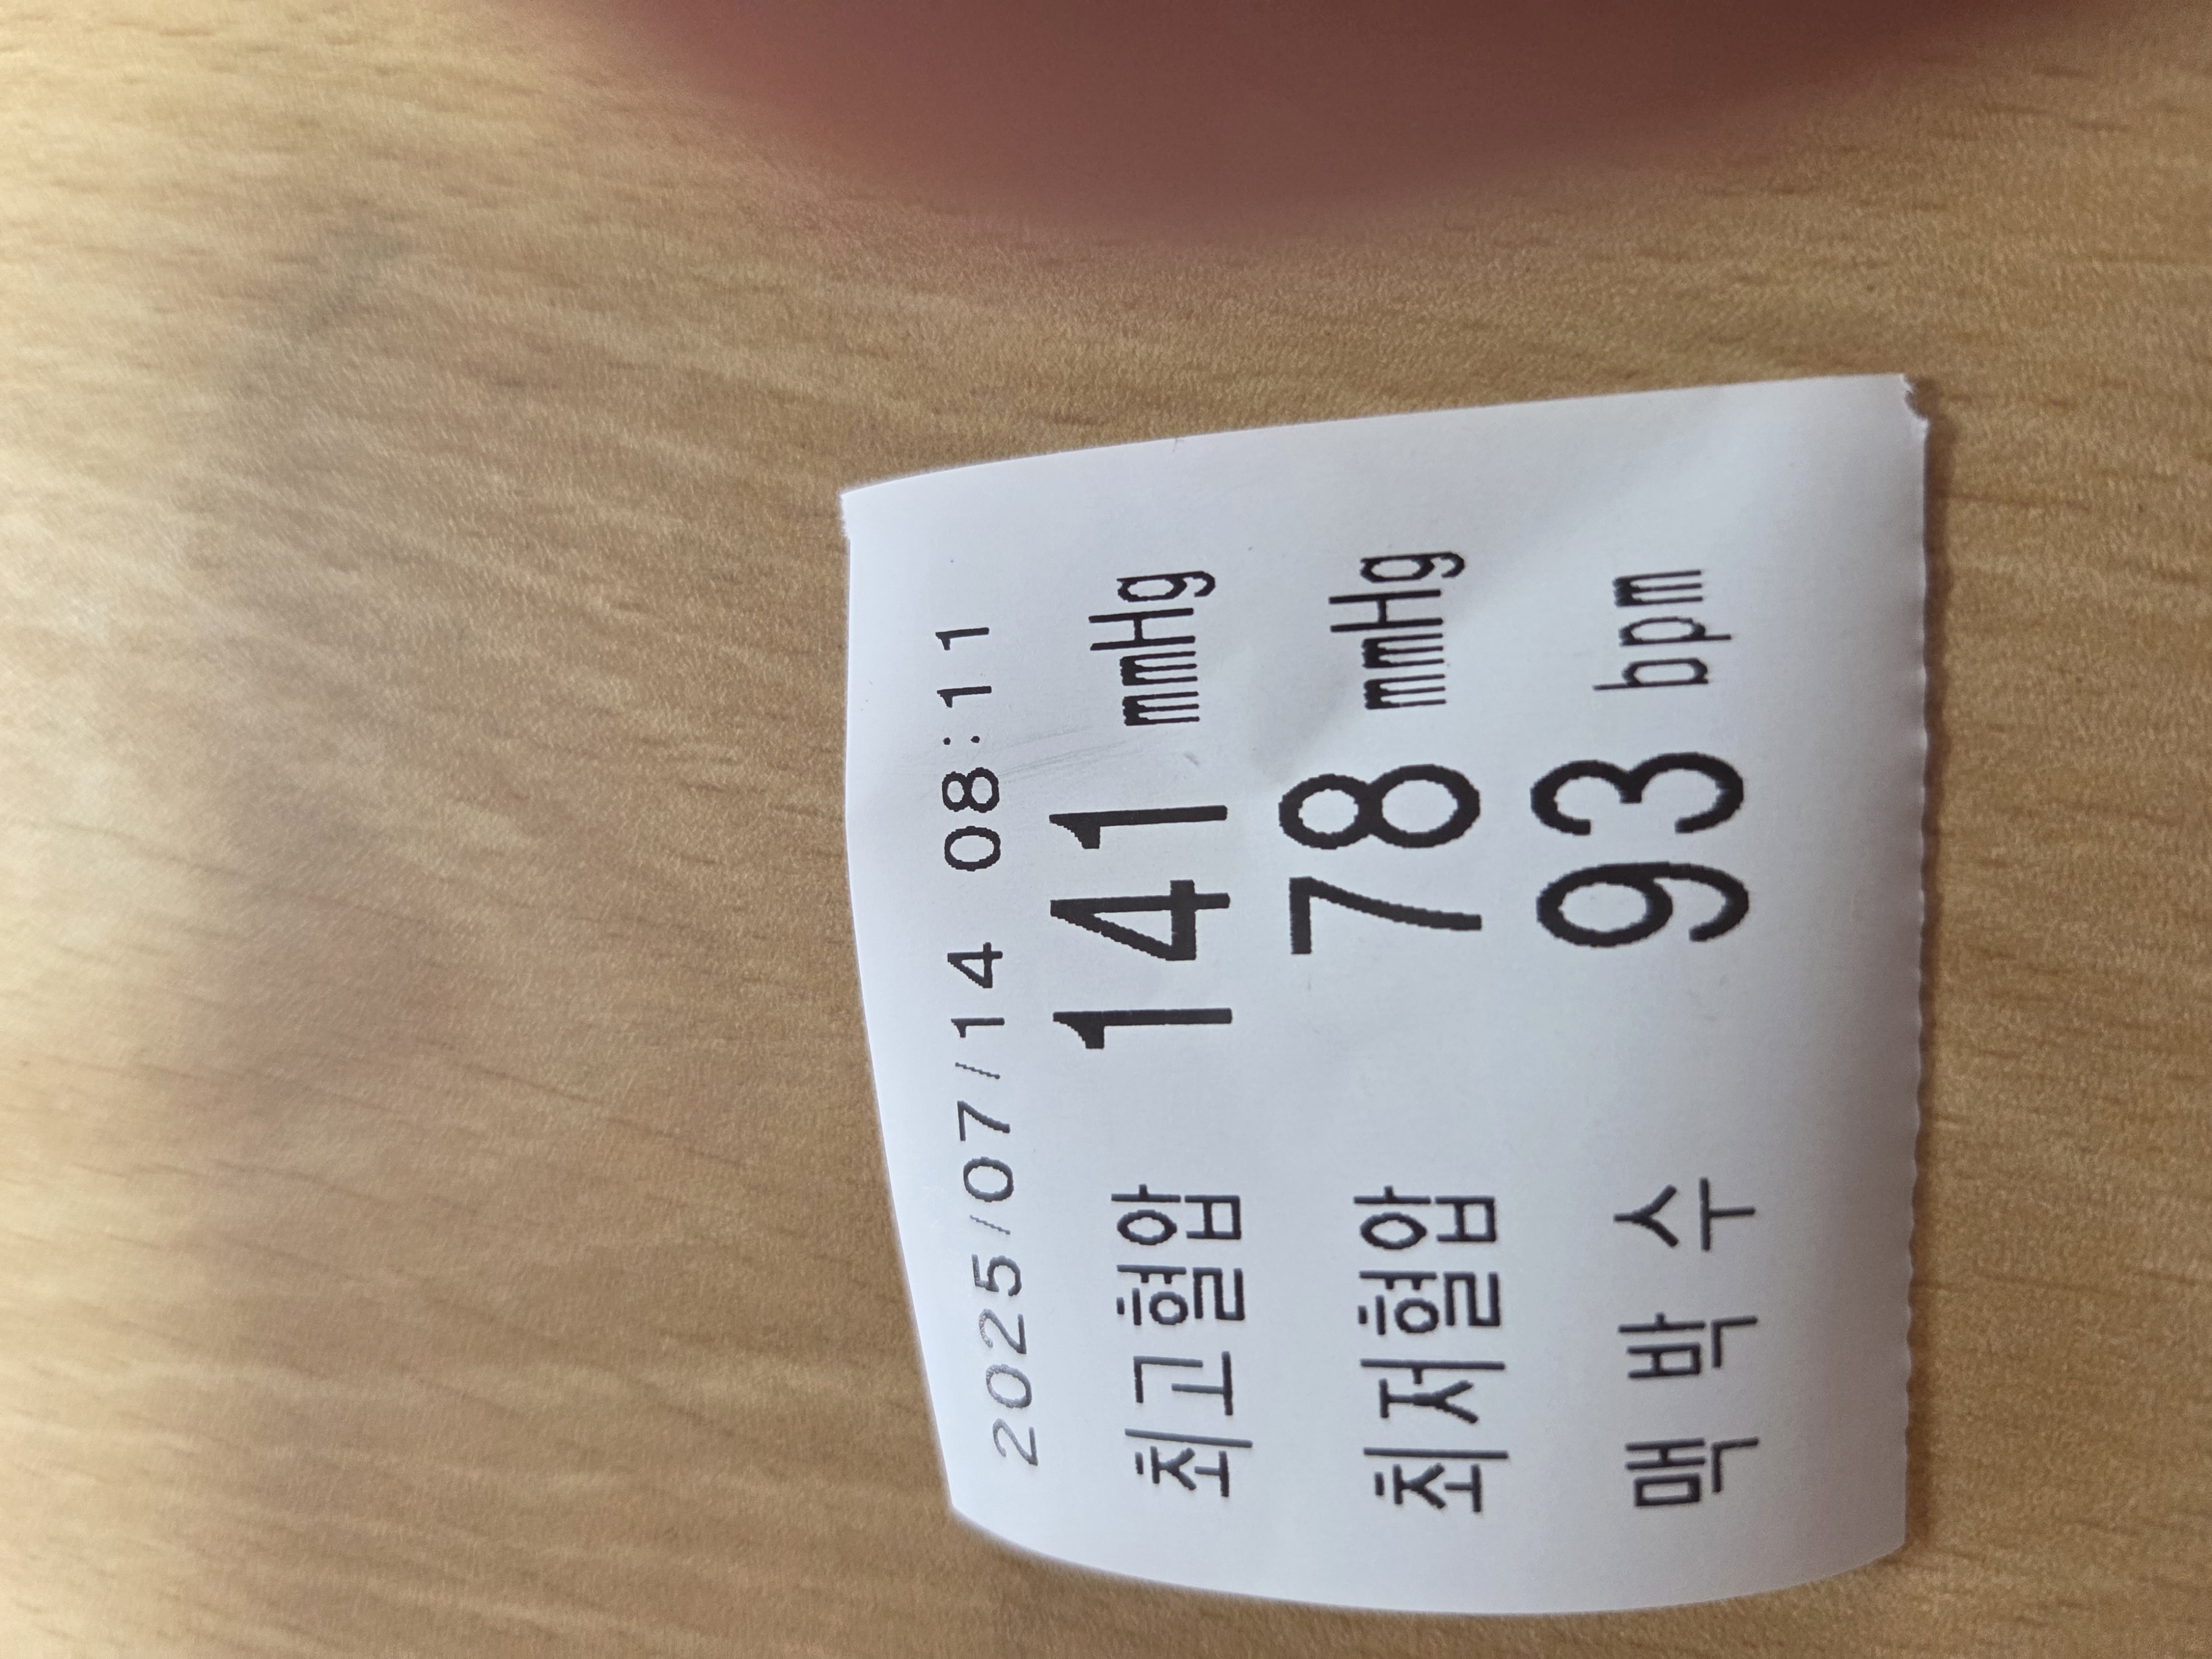 2025/07/14 08:11
최고혈압 141 mmHg
최저혈압 78 mmHg
맥 박 수 93 bpm